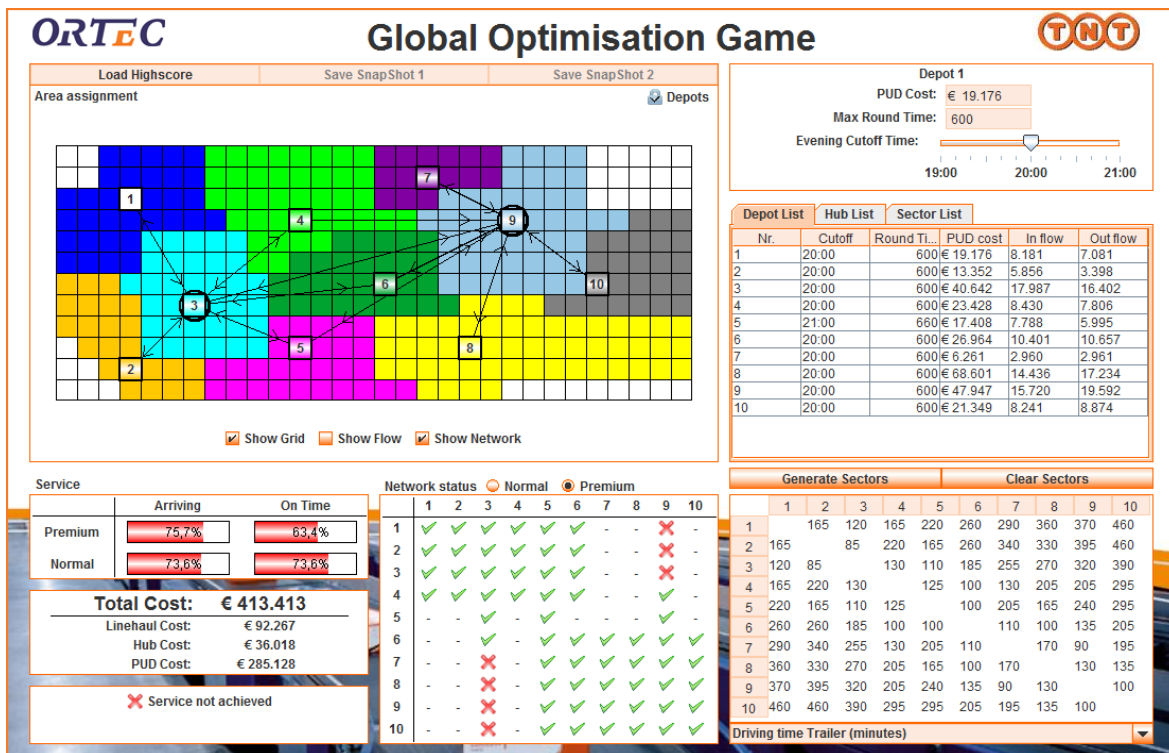 ORTEC
Global Optimisation Game
TNT
Load Highscore Save SnapShot 1 Save SnapShot 2
Area assignment
Depots
1
2
3
4
5
6
7
8
9
10
Show Grid Show Flow Show Network
Depot 1
PUD Cost: € 19.176
Max Round Time: 600
Evening Cutoff Time:
19:00 20:00 21:00
Depot List Hub List Sector List
Nr. Cutoff Round Ti... PUD cost In flow Out flow
1 20:00 600 € 19.176 8.181 7.081
2 20:00 600 € 13.352 5.856 3.398
3 20:00 600 € 40.642 17.987 16.402
4 20:00 600 € 23.428 8.430 7.806
5 21:00 660 € 17.408 7.788 5.995
6 20:00 600 € 26.964 10.401 10.657
7 20:00 600 € 6.261 2.960 2.961
8 20:00 600 € 68.601 14.436 17.234
9 20:00 600 € 47.947 15.720 19.592
10 20:00 600 € 21.349 8.241 8.874
Generate Sectors Clear Sectors
Service
Arriving On Time
Premium 75,7% 63,4%
Normal 73,6% 73,6%
Total Cost: € 413.413
Linehaul Cost: € 92.267
Hub Cost: € 36.018
PUD Cost: € 285.128
Service not achieved
Network status Normal Premium
1 2 3 4 5 6 7 8 9 10
1 ✓ ✓ ✓ ✓ ✓ ✓ - - ✗ -
2 ✓ ✓ ✓ ✓ ✓ ✓ - - ✗ -
3 ✓ ✓ ✓ ✓ ✓ ✓ - - ✗ -
4 ✓ ✓ ✓ ✓ ✓ ✓ - - ✓ -
5 - - ✓ - ✓ - - - ✓ -
6 - - ✓ - ✓ ✓ ✓ ✓ ✓ ✓
7 - - ✗ - ✓ ✓ ✓ ✓ ✓ ✓
8 - - ✗ - ✓ ✓ ✓ ✓ ✓ ✓
9 - - ✗ - ✓ ✓ ✓ ✓ ✓ ✓
10 - - ✗ - ✓ ✓ ✓ ✓ ✓ ✓
1 2 3 4 5 6 7 8 9 10
1 165 120 165 220 260 290 360 370 460
2 165 85 220 165 260 340 330 395 460
3 120 85 130 110 185 255 270 320 390
4 165 220 130 125 100 130 205 205 295
5 220 165 110 125 100 205 165 240 295
6 260 260 185 100 100 110 100 135 205
7 290 340 255 130 205 110 170 90 195
8 360 330 270 205 165 100 170 130 135
9 370 395 320 205 240 135 90 130 100
10 460 460 390 295 295 205 195 135 100
Driving time Trailer (minutes)